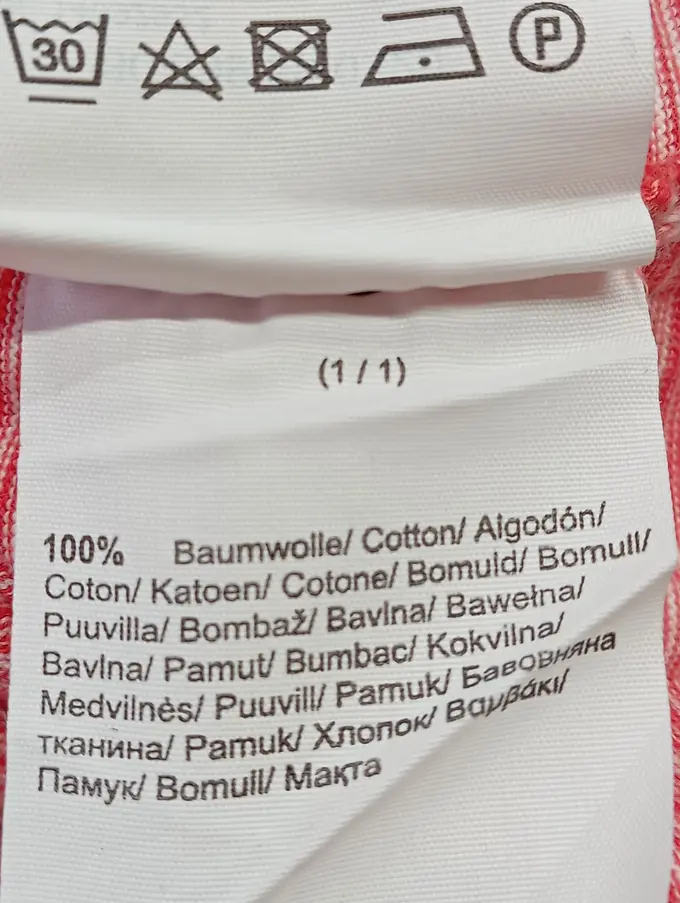 30
P
(1 / 1)
100% Baumwolle/ Cotton/ Algodón/
Coton/ Katoen/ Cotone/ Bomuld/ Bomull/
Puuvilla/ Bombaž/ Bavlna/ Bawełna/
Bavlna/ Pamut/ Bumbac/ Kokvilna/
Medvilnės/ Puuvill/ Pamuk/ Бавовняна
тканина/ Pamuk/ Хлопок/ Βαμβάκι/
Памук/ Bomull/ Мақта